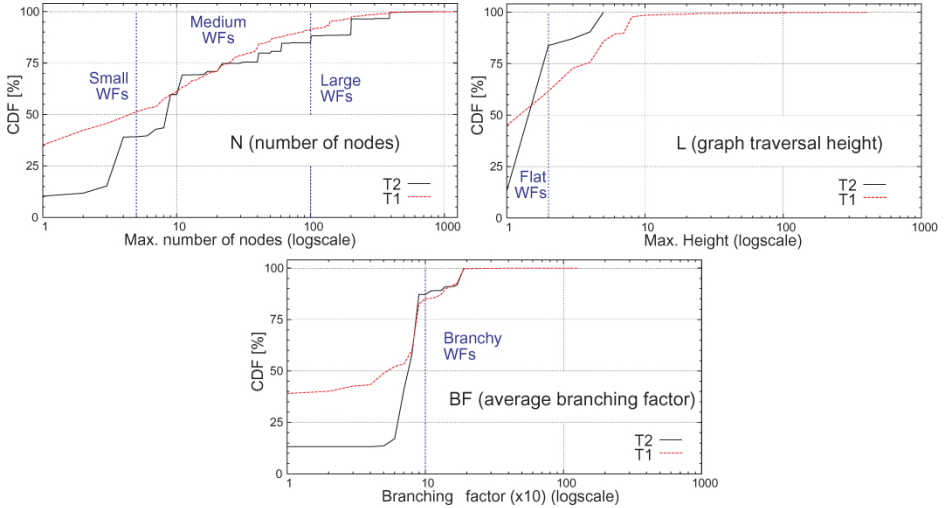 CDF [%]
100
75
50
25
0
Small
WFs
Medium
WFs
Large
WFs
N (number of nodes)
T2
T1
1
10
100
1000
Max. number of nodes (logscale)
CDF [%]
100
75
50
25
0
Flat
WFs
L (graph traversal height)
T2
T1
1
10
100
1000
Max. Height (logscale)
CDF [%]
100
75
50
25
0
Branchy
WFs
BF (average branching factor)
T2
T1
1
10
100
1000
Branching factor (x10) (logscale)